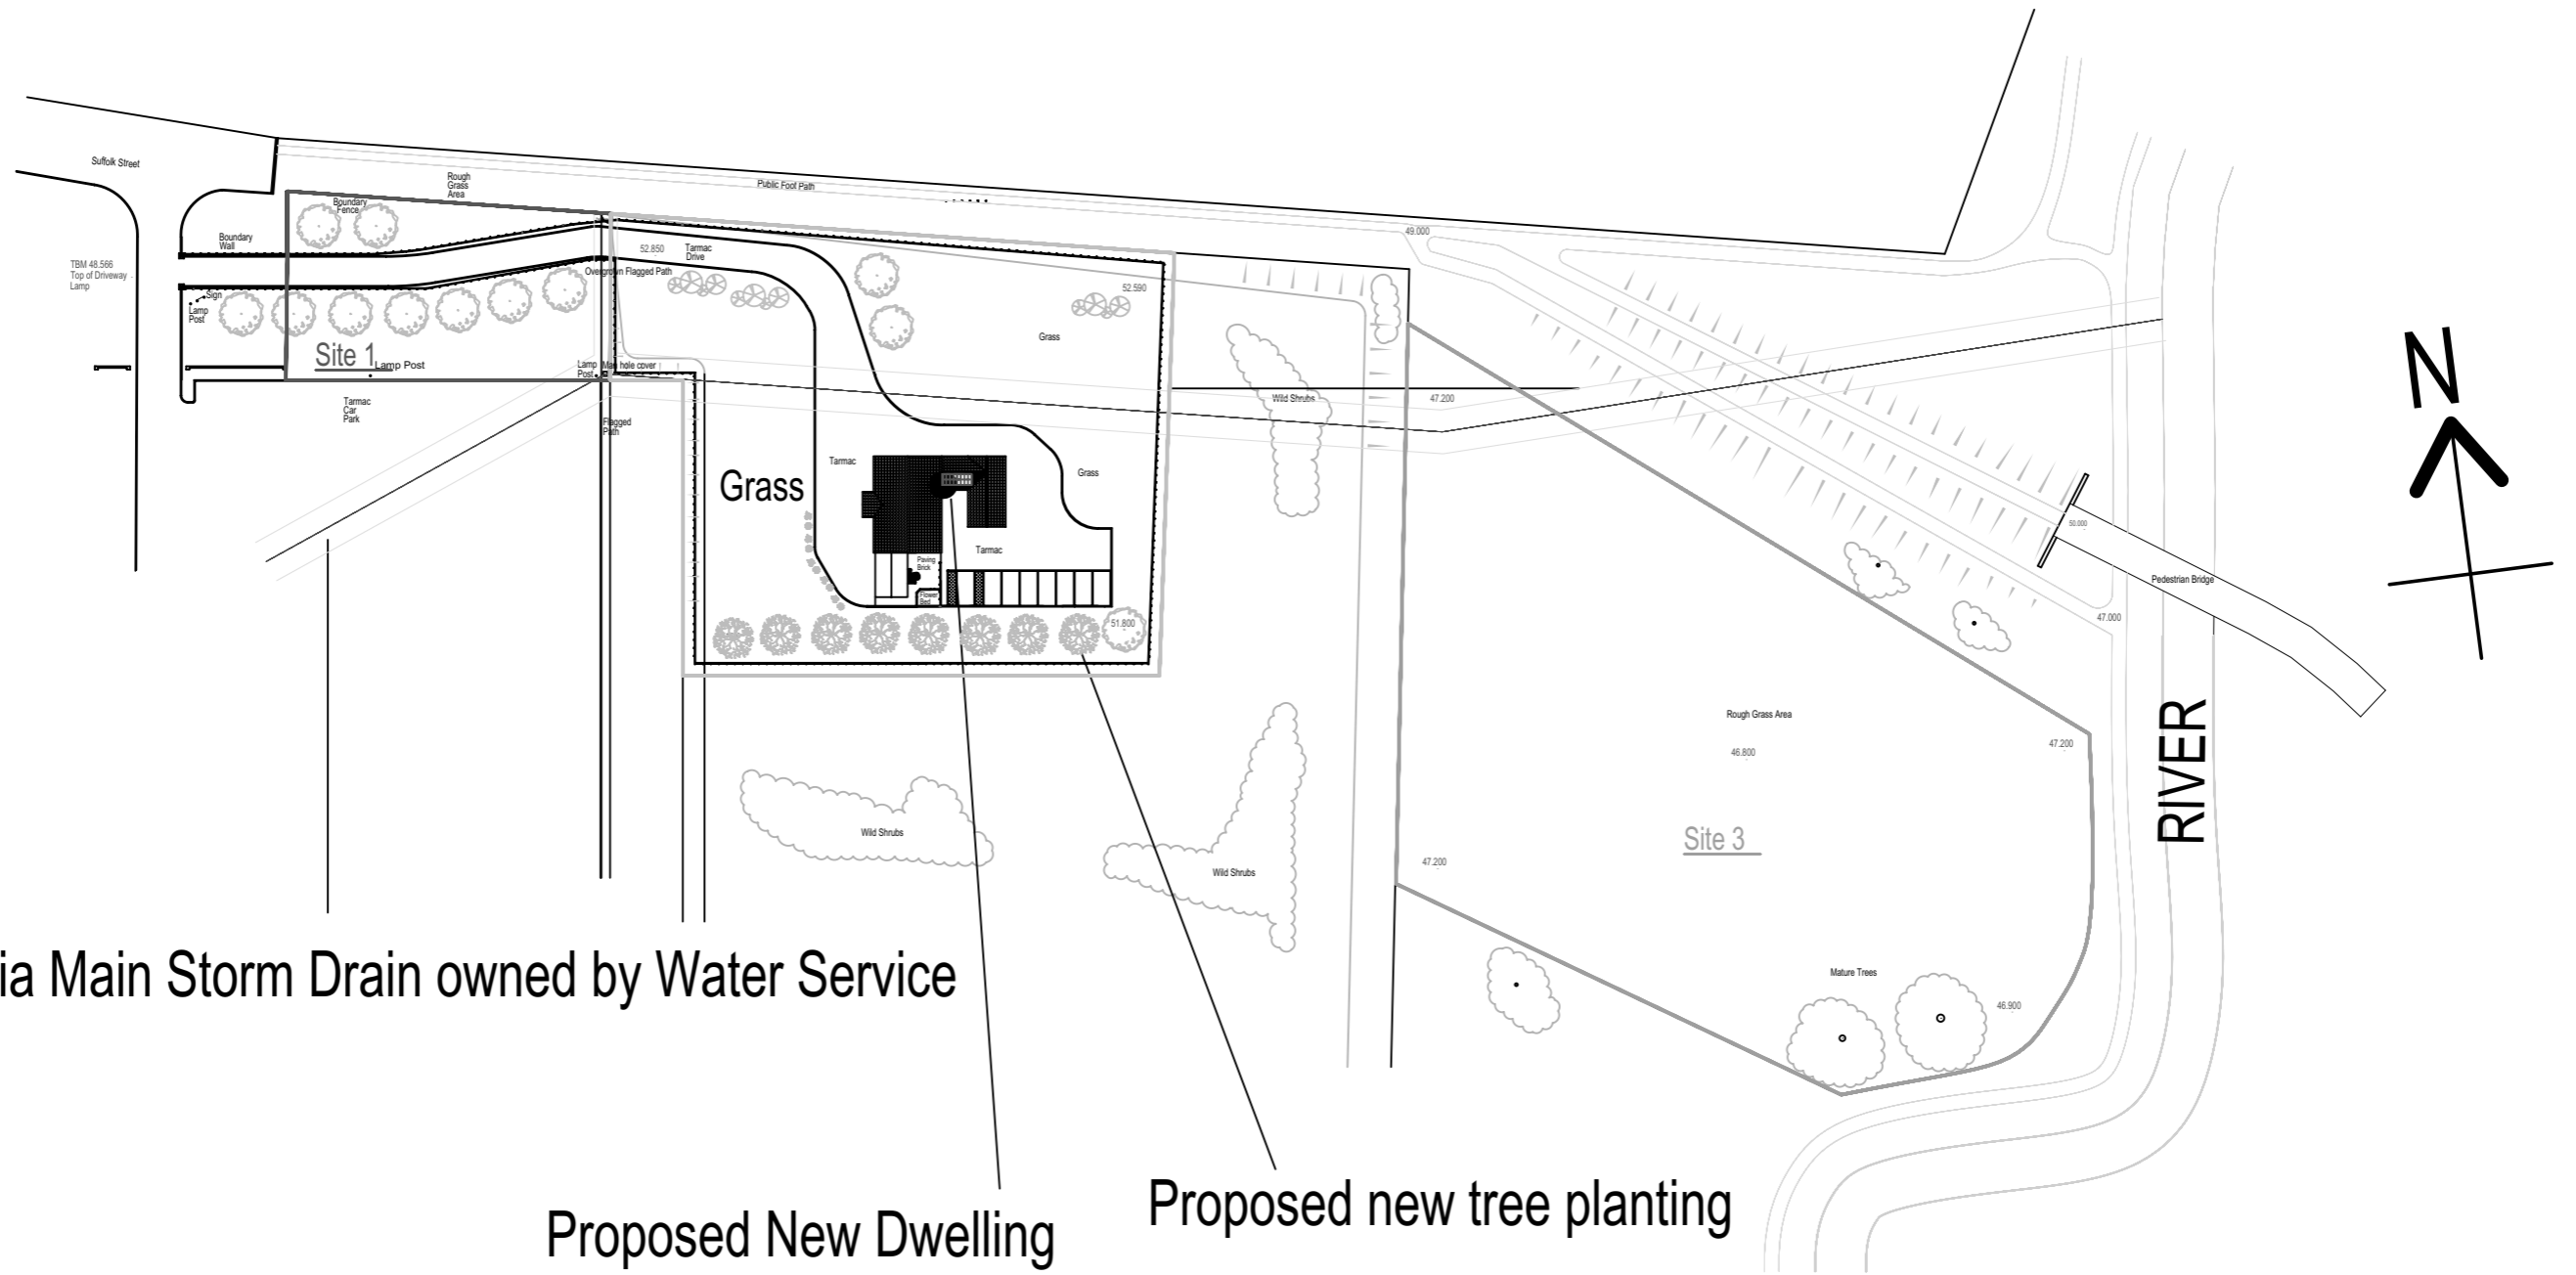 Suffolk Street
Rough
Grass
Area
Public Foot Path
Boundary
Fence
Boundary
Wall
TBM 48.566
Top of Driveway
Lamp
Sign
Lamp
Post
Site 1
Lamp Post
Tarmac
Car
Park
52.850
Tarmac
Drive
Overgrown Flagged Path
Lamp
Post
Man hole cover
Flagged
Path
52.590
Grass
49.000
Wild Shrubs
47.200
N
Grass
Tarmac
Grass
Tarmac
Paving
Brick
Flower
Bed
51.800
50.000
Pedestrian Bridge
47.000
Rough Grass Area
46.800
47.200
RIVER
Site 3
47.200
Wild Shrubs
Wild Shrubs
Mature Trees
46.900
ia Main Storm Drain owned by Water Service
Proposed New Dwelling
Proposed new tree planting